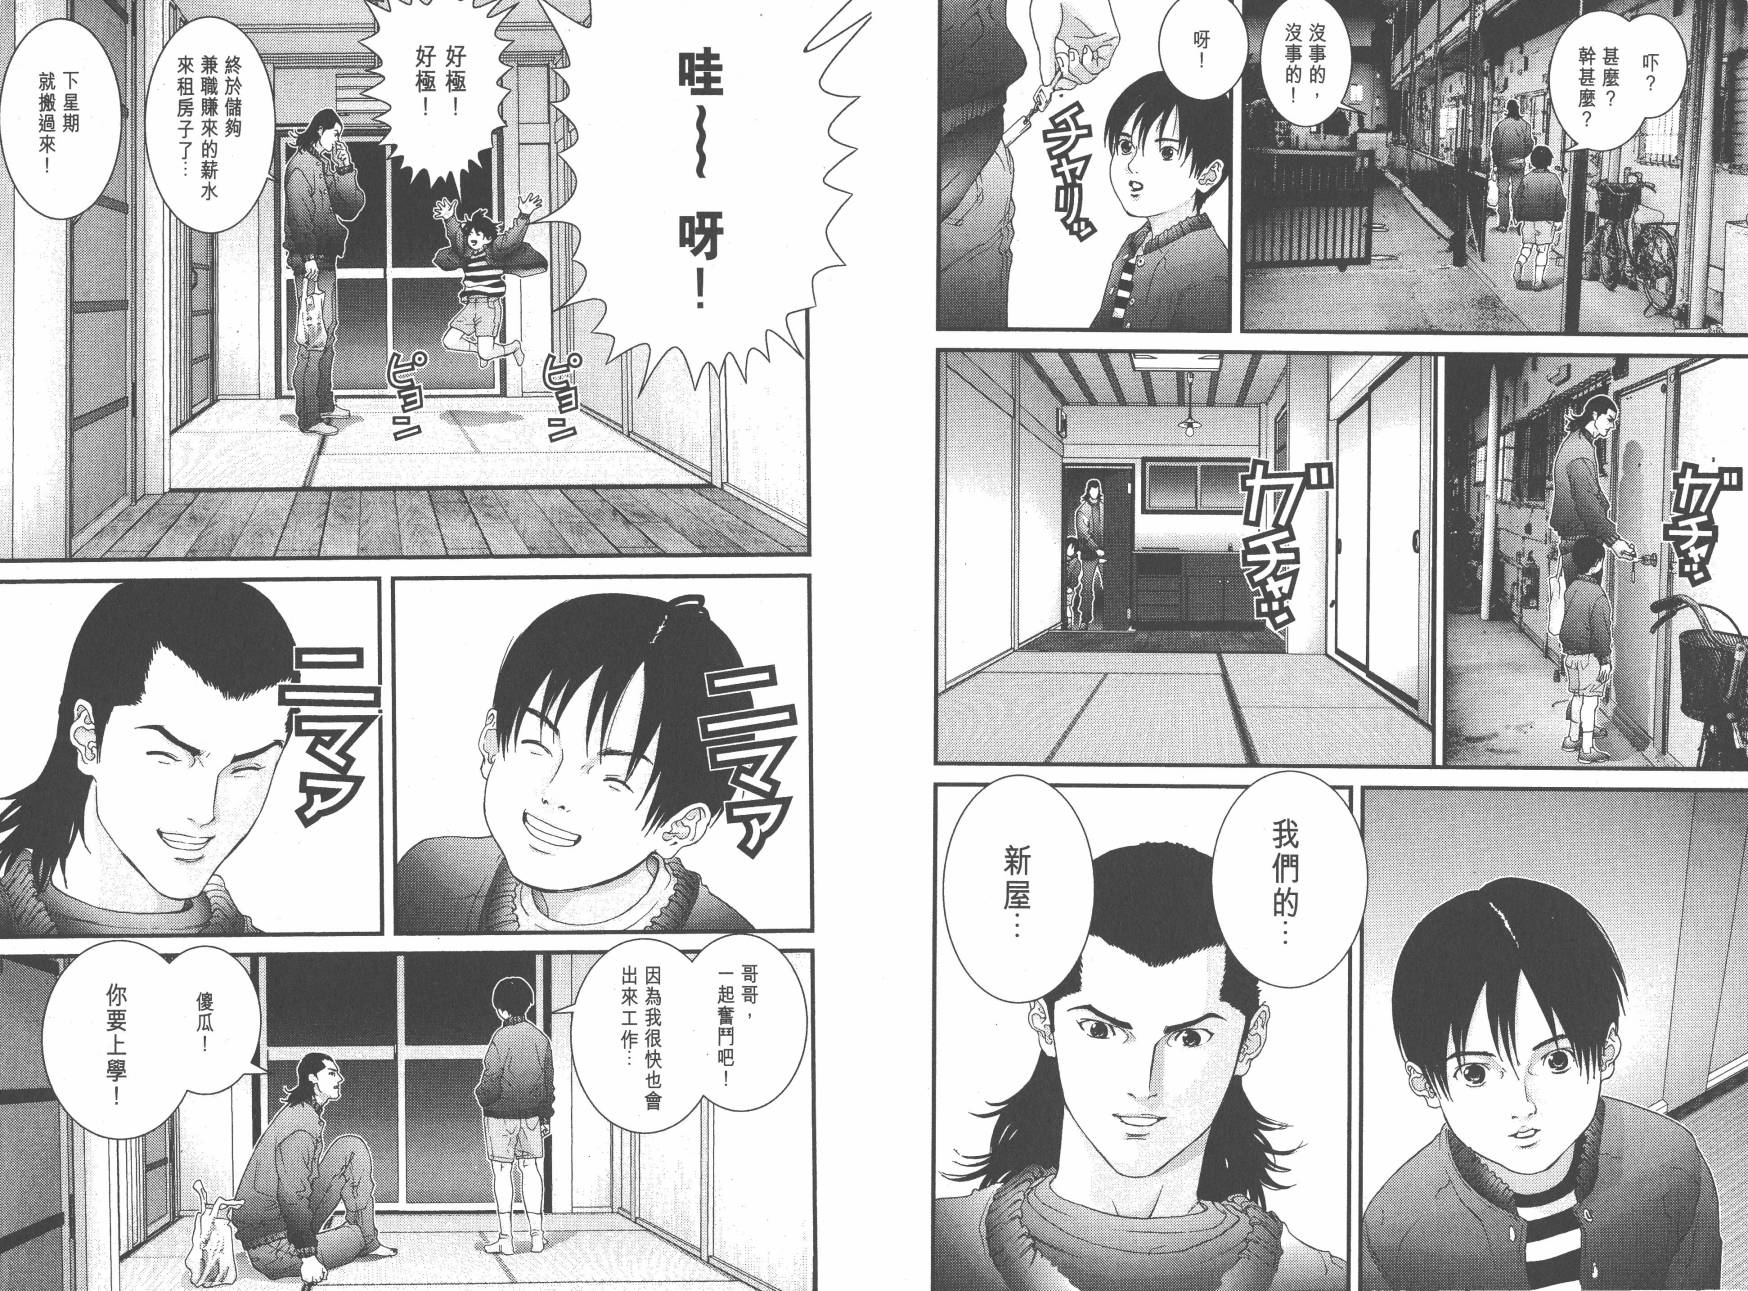 吓？
甚麼？
幹甚麼？
沒事的，
沒事的！
呀！
チャリッ
ガチャッ
ガチャッ
我們的…
新屋…
哇～～呀！
好極！
好極！
ピョン
ピョン
終於儲夠
兼職賺來的薪水
來租房子了…
下星期
就搬過來！
ニマァ
ニマァ
哥哥，
一起奮鬥吧！
因為我很快也會
出來工作…
傻瓜！
你要上學！